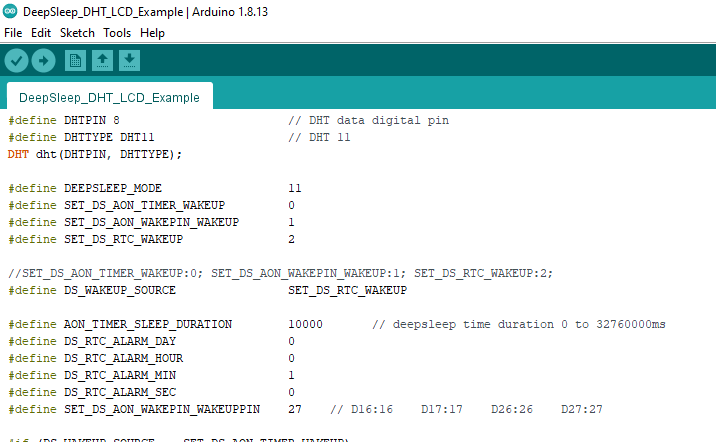 DeepSleep_DHT_LCD_Example | Arduino 1.8.13
File Edit Sketch Tools Help
DeepSleep_DHT_LCD_Example
#define DHTPIN 8 // DHT data digital pin
#define DHTTYPE DHT11 // DHT 11
DHT dht(DHTPIN, DHTTYPE);
#define DEEPSLEEP_MODE 11
#define SET_DS_AON_TIMER_WAKEUP 0
#define SET_DS_AON_WAKEPIN_WAKEUP 1
#define SET_DS_RTC_WAKEUP 2
//SET_DS_AON_TIMER_WAKEUP:0; SET_DS_AON_WAKEPIN_WAKEUP:1; SET_DS_RTC_WAKEUP:2;
#define DS_WAKEUP_SOURCE SET_DS_RTC_WAKEUP
#define AON_TIMER_SLEEP_DURATION 10000 // deepsleep time duration 0 to 32760000ms
#define DS_RTC_ALARM_DAY 0
#define DS_RTC_ALARM_HOUR 0
#define DS_RTC_ALARM_MIN 1
#define DS_RTC_ALARM_SEC 0
#define SET_DS_AON_WAKEPIN_WAKEUPPIN 27 // D16:16 D17:17 D26:26 D27:27